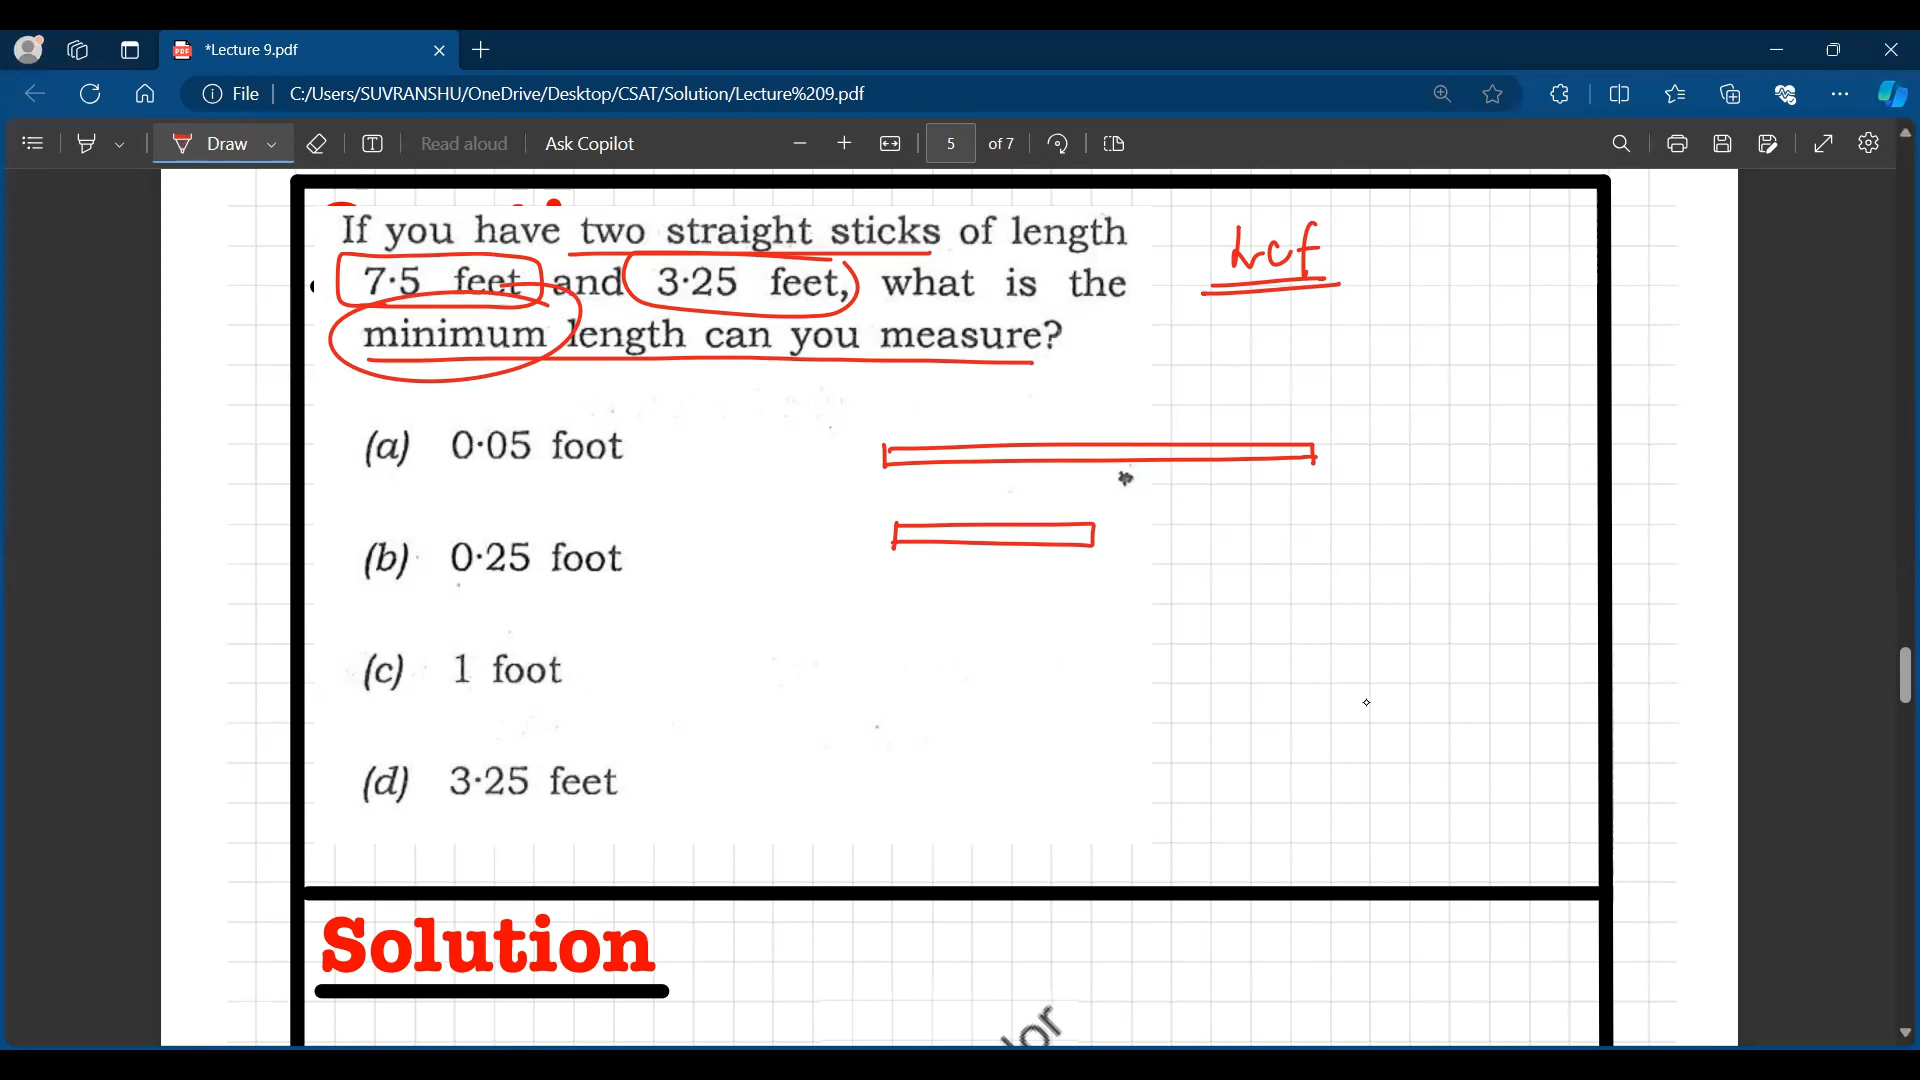 *Lecture 9.pdf
File
C:/Users/SUVRANSHU/OneDrive/Desktop/CSAT/Solution/Lecture%209.pdf
Draw
Read aloud
Ask Copilot
5
of 7
If you have two straight sticks of length
7·5 feet and 3·25 feet, what is the
minimum length can you measure?
(a) 0·05 foot
(b) 0·25 foot
(c) 1 foot
(d) 3·25 feet
Solution